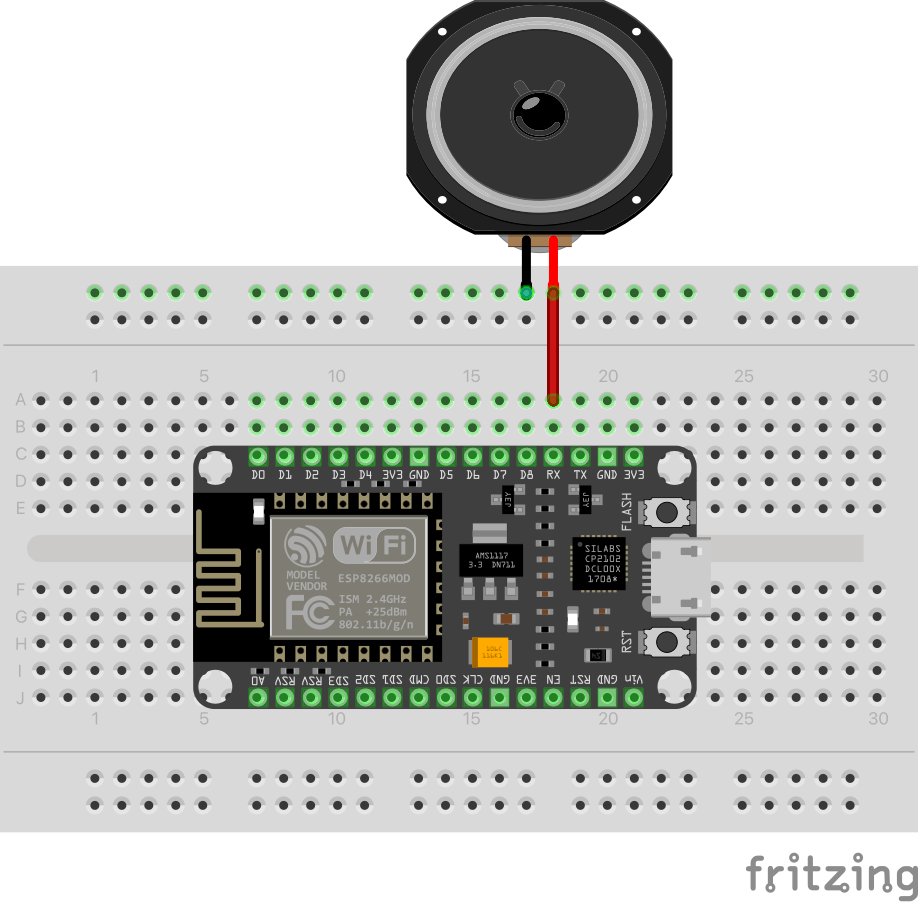 1 5 10 15 20 25 30
A
B
C
D
E
D0 D1 D2 D3 D4 3V3 GND D5 D6 D7 D8 RX TX GND 3V3
J3Y J3Y
FLASH
WiFi
MODEL
VENDOR
ESP8266MOD
FC
ISM 2.4GHz
PA +25dBm
802.11b/g/n
AMS1117
3.3 DN711
SILABS
CP2102
DCL00X
1708*
RST
F
G
H
I
J
A0 RSV RSV SD3 SD2 SD1 CMD SD0 CLK GND 3V3 EN RST GND Vin
1 5 10 15 20 25 30
fritzing